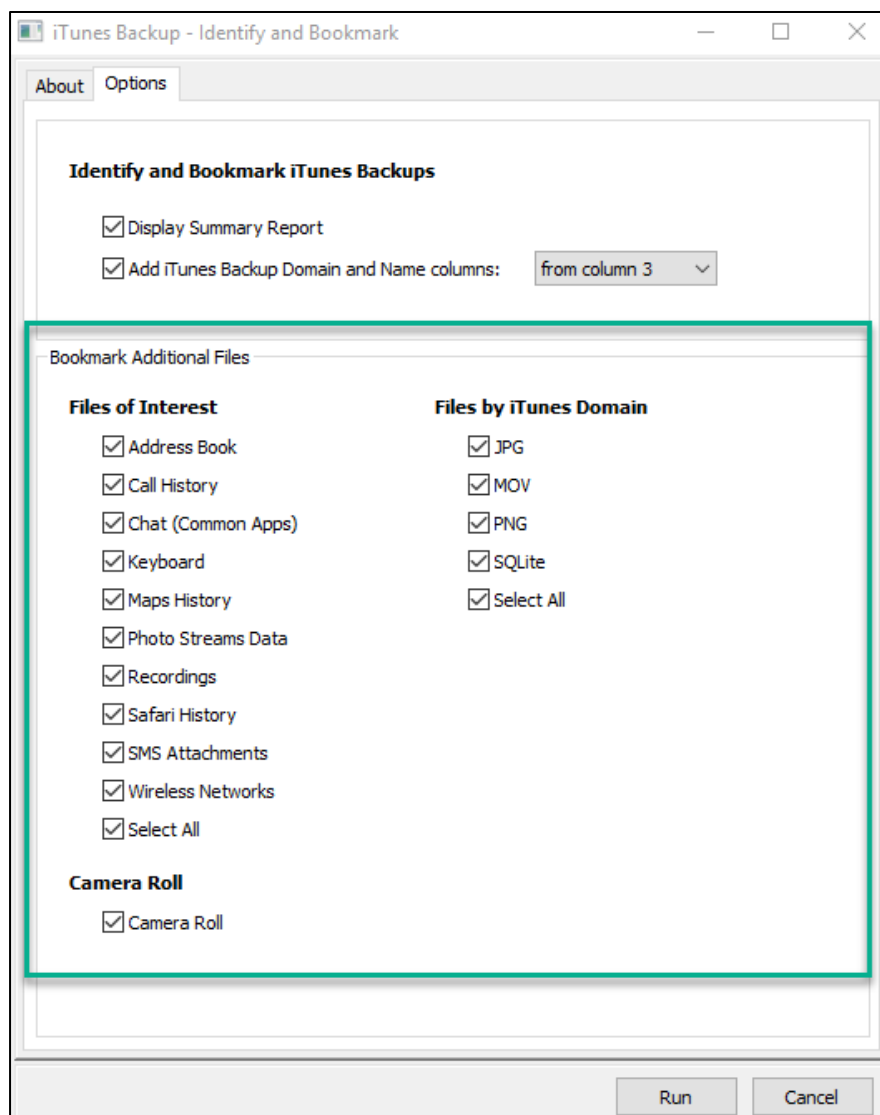 iTunes Backup - Identify and Bookmark
About
Options
Identify and Bookmark iTunes Backups
Display Summary Report
Add iTunes Backup Domain and Name columns:
from column 3
Bookmark Additional Files
Files of Interest
Address Book
Call History
Chat (Common Apps)
Keyboard
Maps History
Photo Streams Data
Recordings
Safari History
SMS Attachments
Wireless Networks
Select All
Camera Roll
Camera Roll
Files by iTunes Domain
JPG
MOV
PNG
SQLite
Select All
Run
Cancel